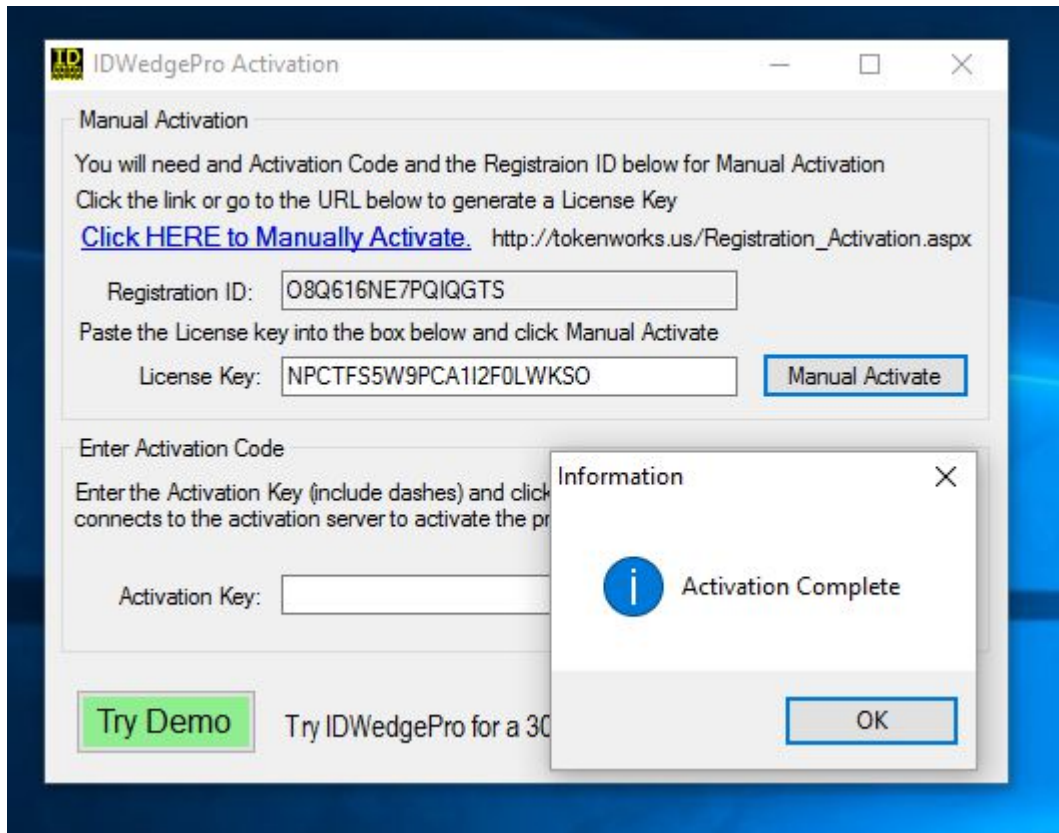 IDWedgePro Activation
Manual Activation
You will need and Activation Code and the Registraion ID below for Manual Activation
Click the link or go to the URL below to generate a License Key
Click HERE to Manually Activate. http://tokenworks.us/Registration_Activation.aspx
Registration ID: O8Q616NE7PQIQGTS
Paste the License key into the box below and click Manual Activate
License Key: NPCTFS5W9PCA1I2F0LWKSO Manual Activate
Enter Activation Code
Information
Enter the Activation Key (include dashes) and click
connects to the activation server to activate the
Activation Complete
Activation Key:
Try Demo Try IDWedgePro for a 30
OK